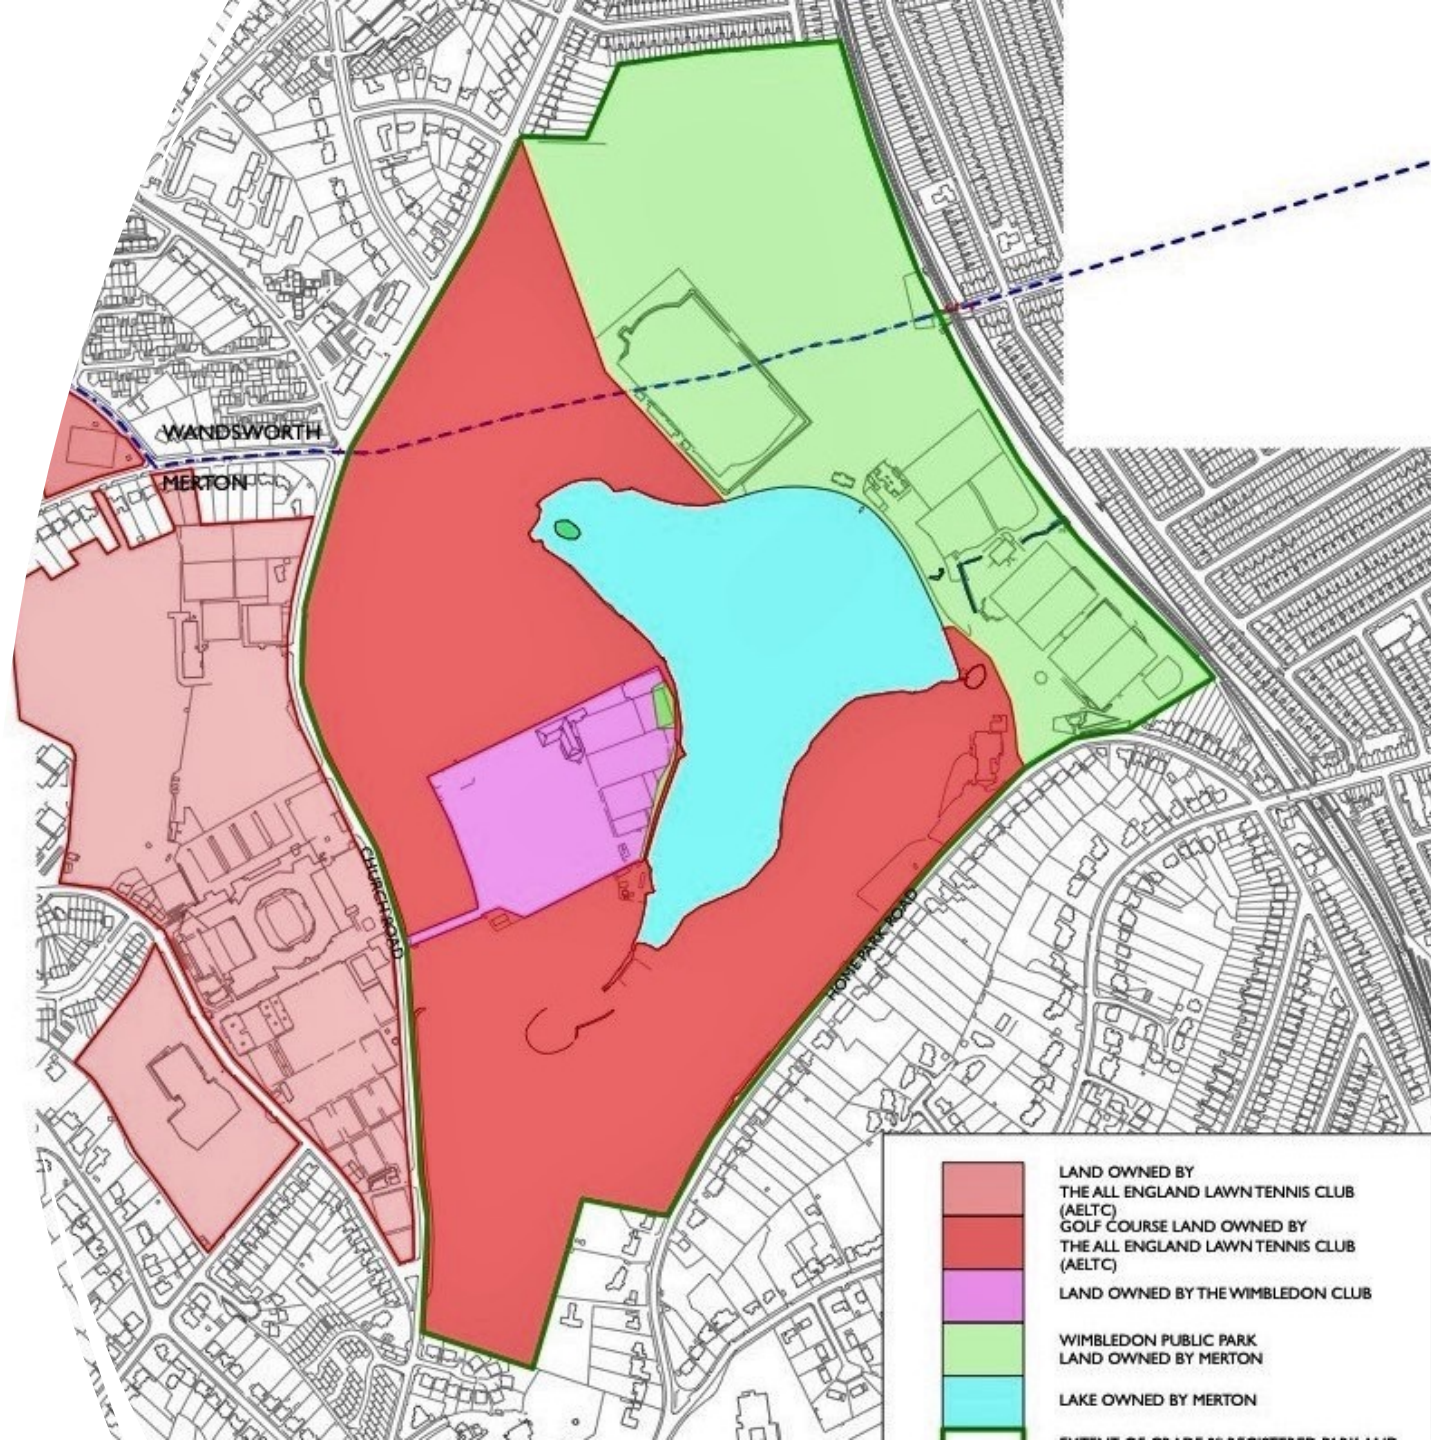 WANDSWORTH
MERTON
CHURCH ROAD
HOME PARK ROAD
LAND OWNED BY
THE ALL ENGLAND LAWN TENNIS CLUB
(AELTC)
GOLF COURSE LAND OWNED BY
THE ALL ENGLAND LAWN TENNIS CLUB
(AELTC)
LAND OWNED BY THE WIMBLEDON CLUB
WIMBLEDON PUBLIC PARK
LAND OWNED BY MERTON
LAKE OWNED BY MERTON